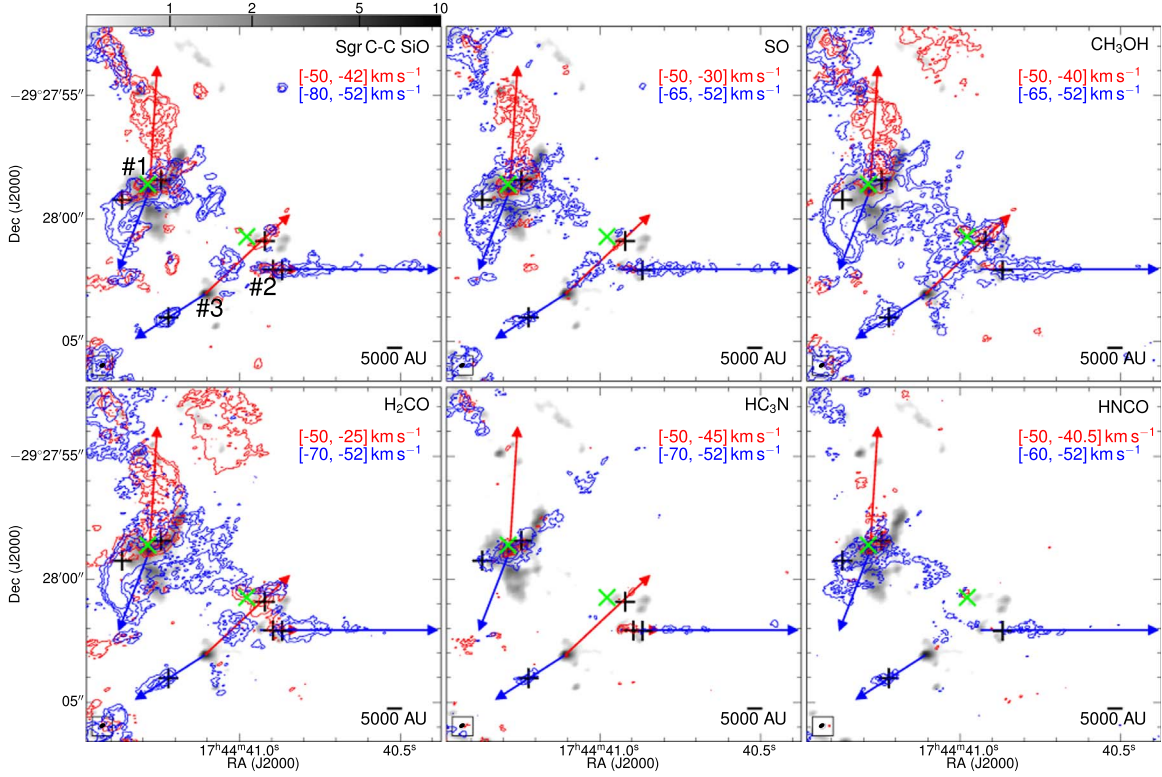 1 2 5 10
Sgr C-C SiO
[-50, -42] km s⁻¹
[-80, -52] km s⁻¹
#1
#2
#3
5000 AU
SO
[-50, -30] km s⁻¹
[-65, -52] km s⁻¹
5000 AU
CH₃OH
[-50, -40] km s⁻¹
[-65, -52] km s⁻¹
5000 AU
−29°27′55″
28′00″
05″
Dec (J2000)
H₂CO
[-50, -25] km s⁻¹
[-70, -52] km s⁻¹
5000 AU
HC₃N
[-50, -45] km s⁻¹
[-70, -52] km s⁻¹
5000 AU
HNCO
[-50, -40.5] km s⁻¹
[-60, -52] km s⁻¹
5000 AU
−29°27′55″
28′00″
05″
Dec (J2000)
17ʰ44ᵐ41.0ˢ 40.5ˢ
RA (J2000)
17ʰ44ᵐ41.0ˢ 40.5ˢ
RA (J2000)
17ʰ44ᵐ41.0ˢ 40.5ˢ
RA (J2000)